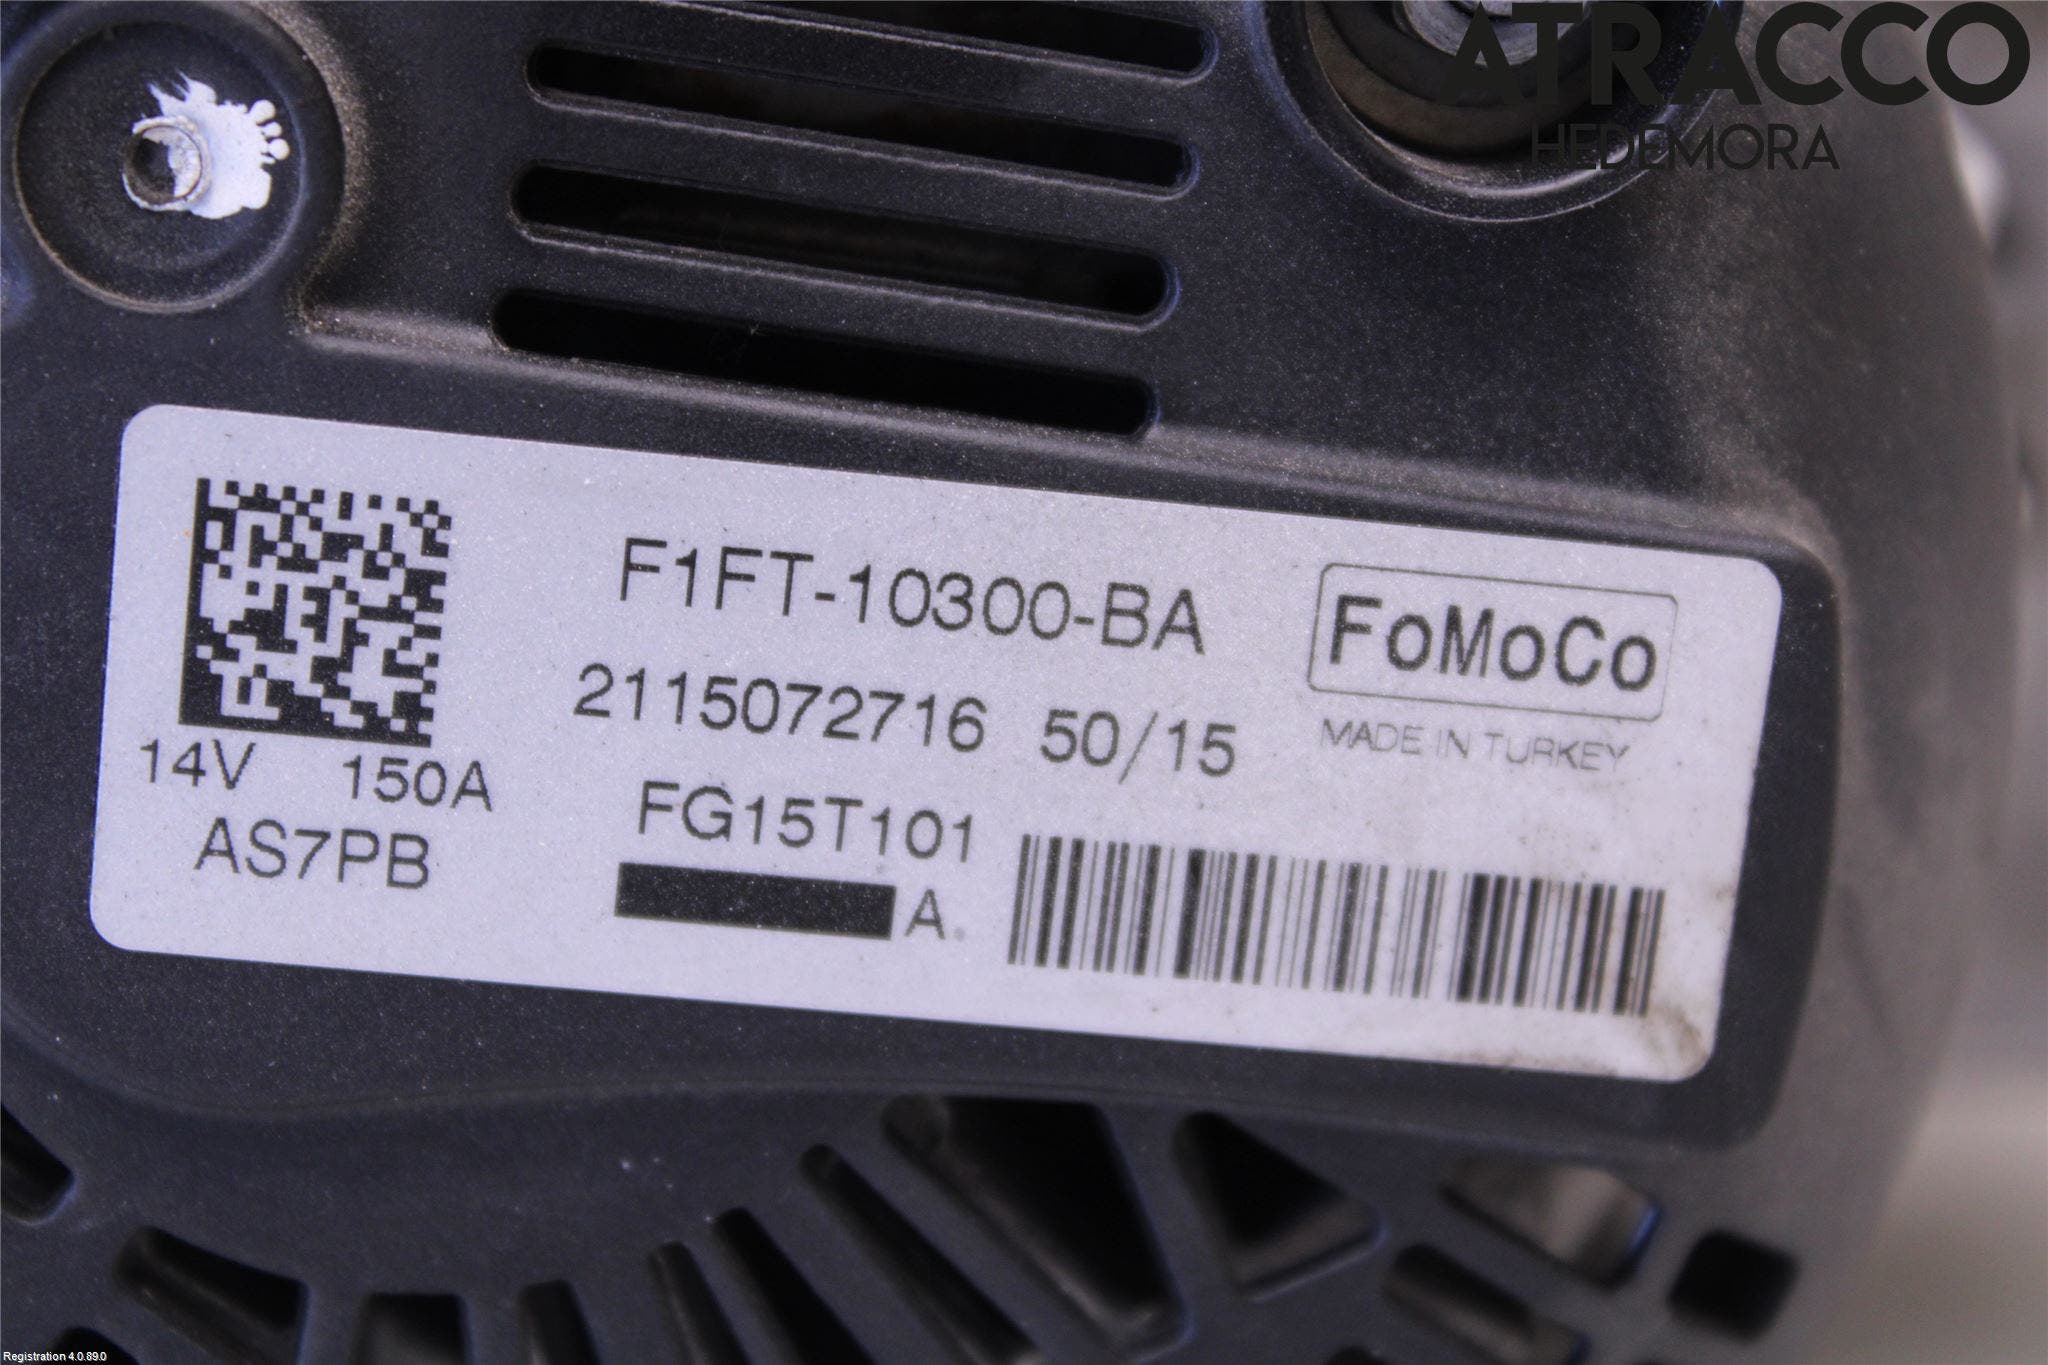 ATRACCO
HEDEMORA
F1FT-10300-BA
FoMoCo
2115072716 50/15
MADE IN TURKEY
14V 150A
FG15T101
AS7PB
A.
Registration 4.0.89.0